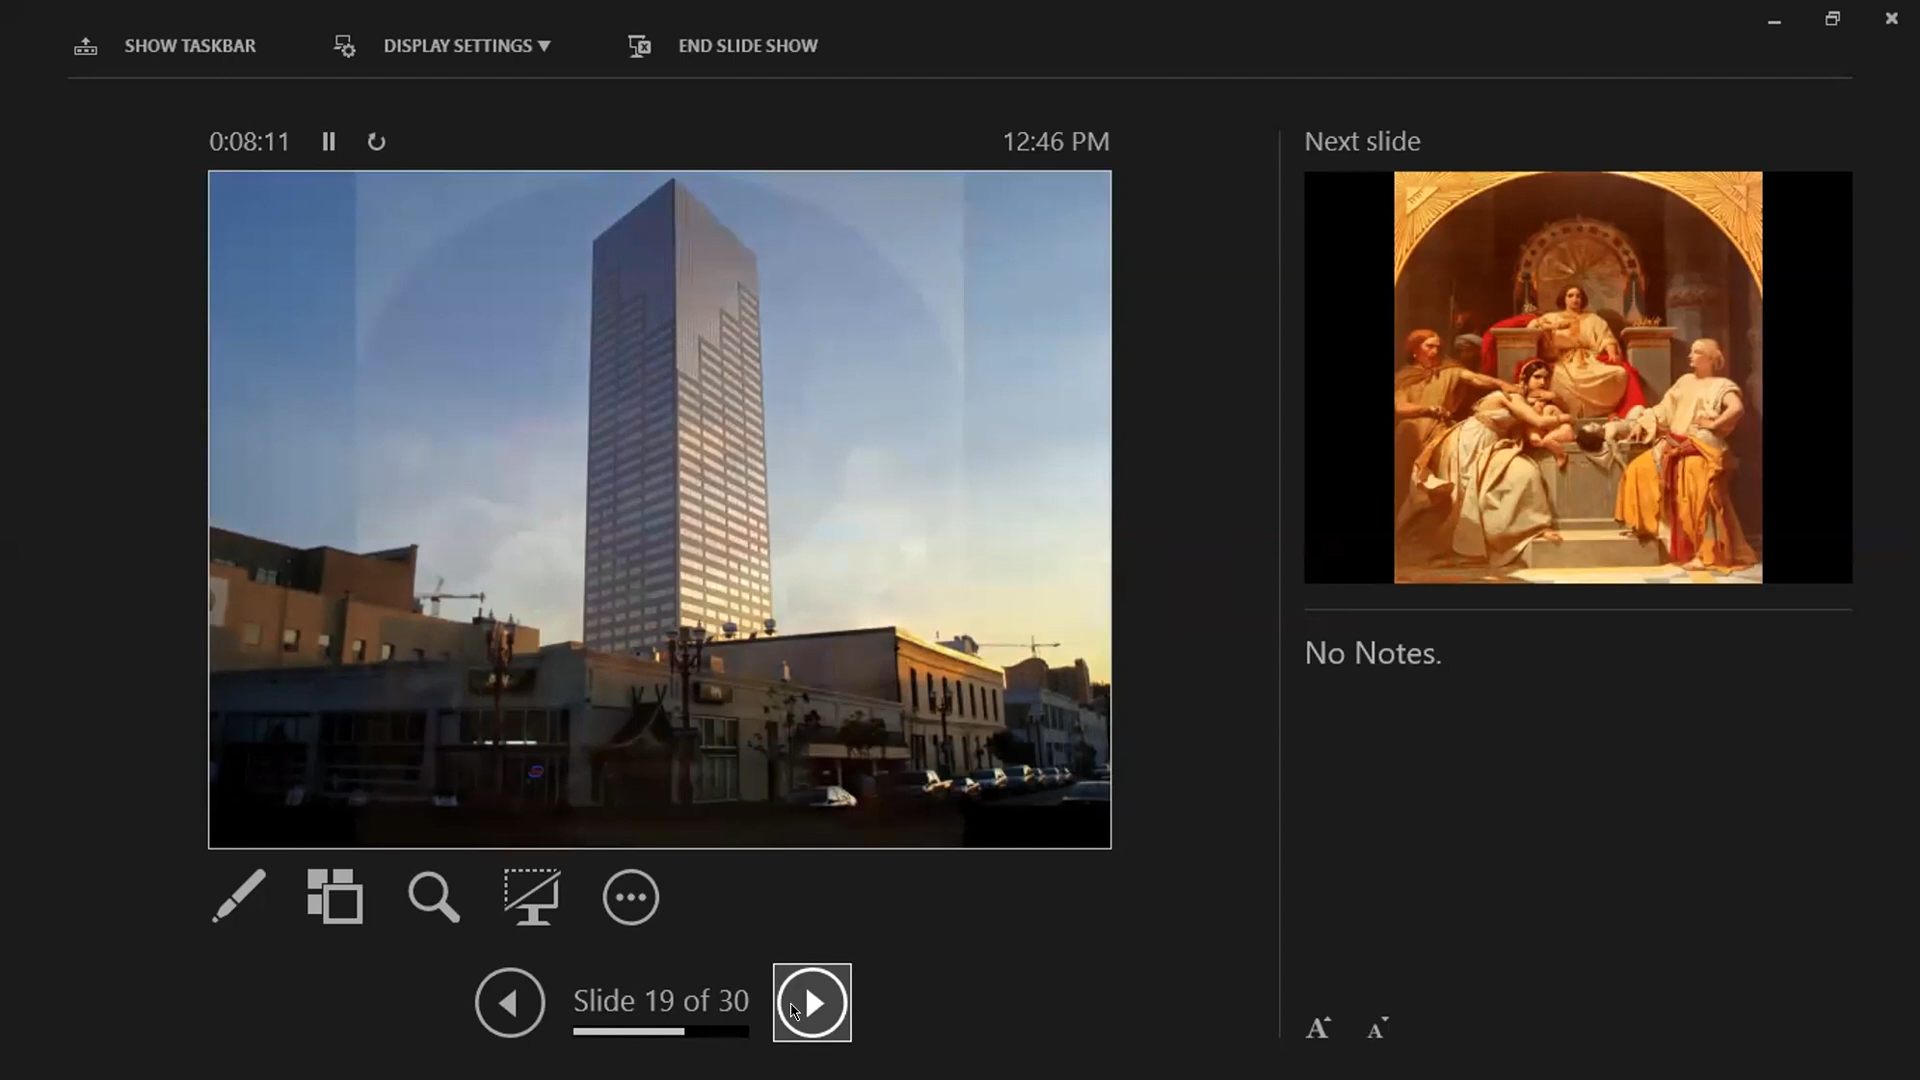 SHOW TASKBAR
DISPLAY SETTINGS ▼
END SLIDE SHOW
0:08:11
12:46 PM
Next slide
No Notes.
Slide 19 of 30
A A